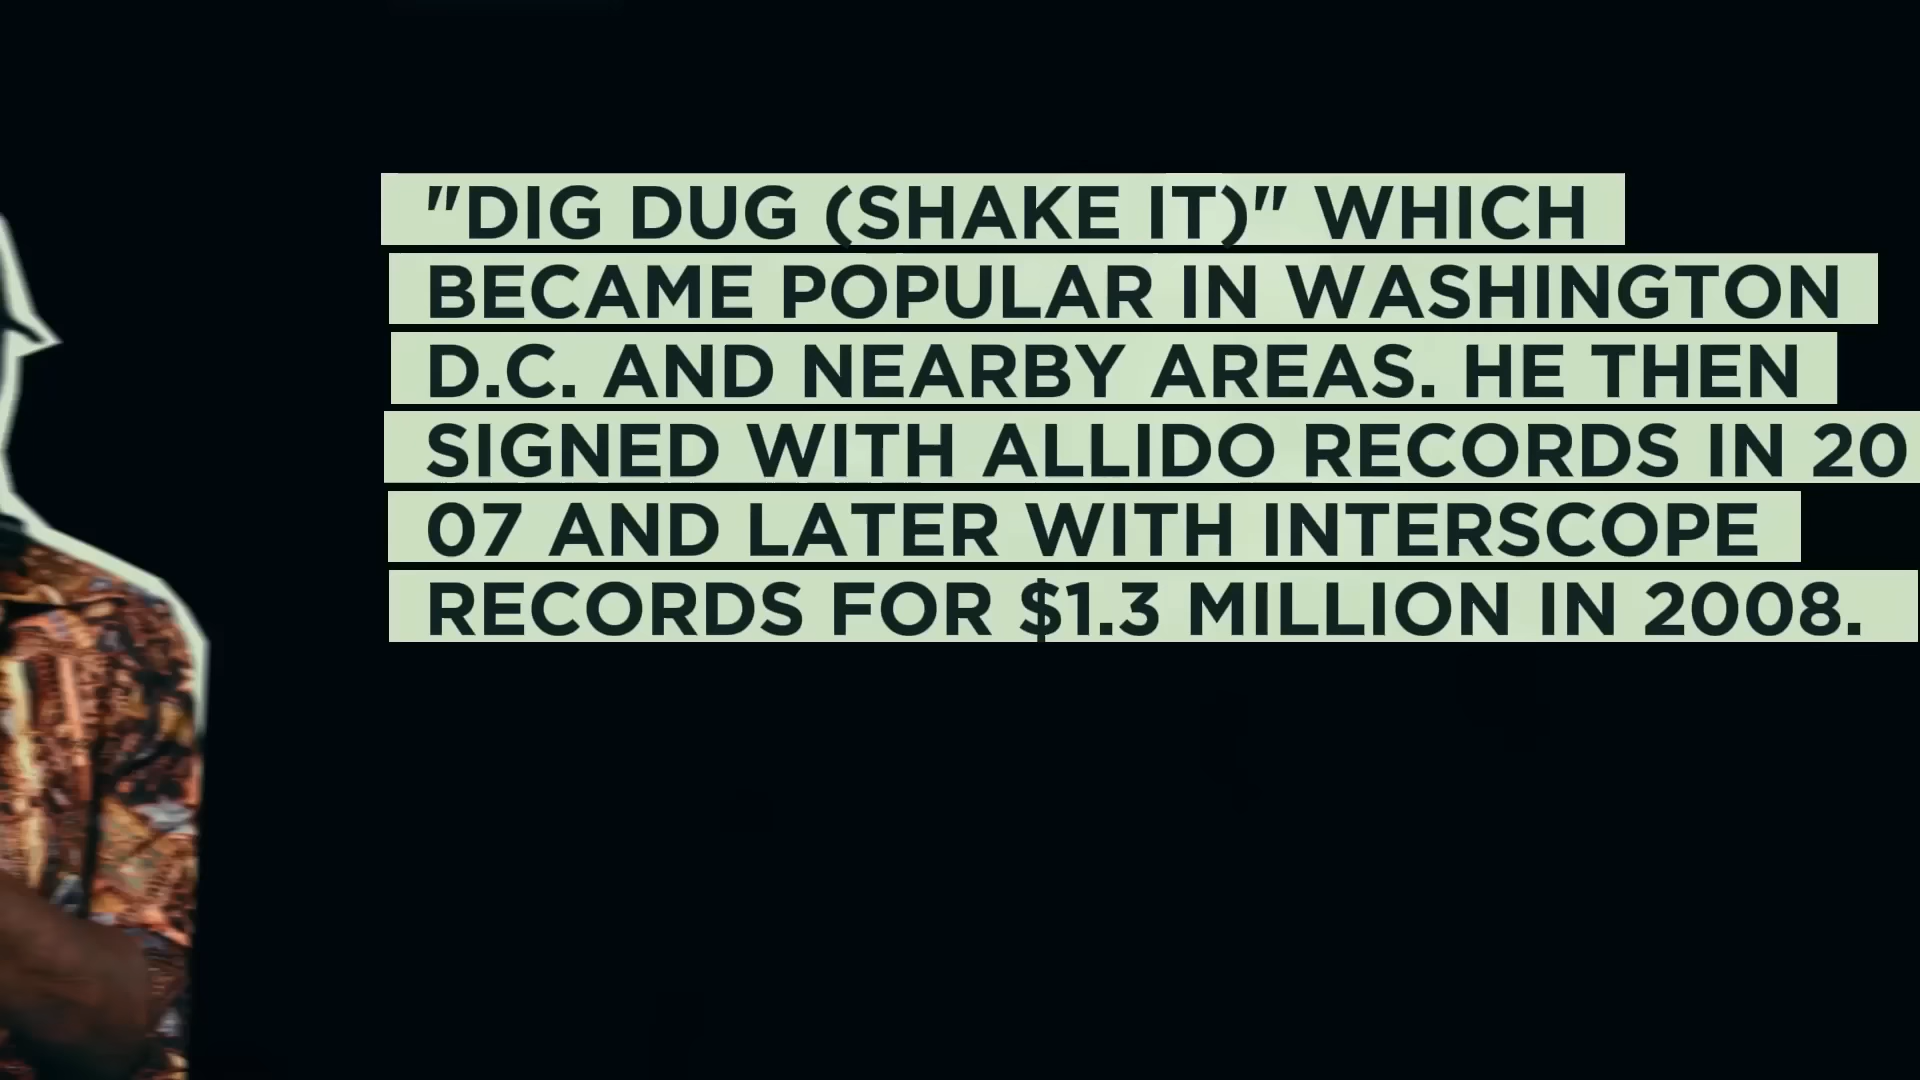 "DIG DUG (SHAKE IT)" WHICH
BECAME POPULAR IN WASHINGTON
D.C. AND NEARBY AREAS. HE THEN
SIGNED WITH ALLIDO RECORDS IN 20
07 AND LATER WITH INTERSCOPE
RECORDS FOR $1.3 MILLION IN 2008.